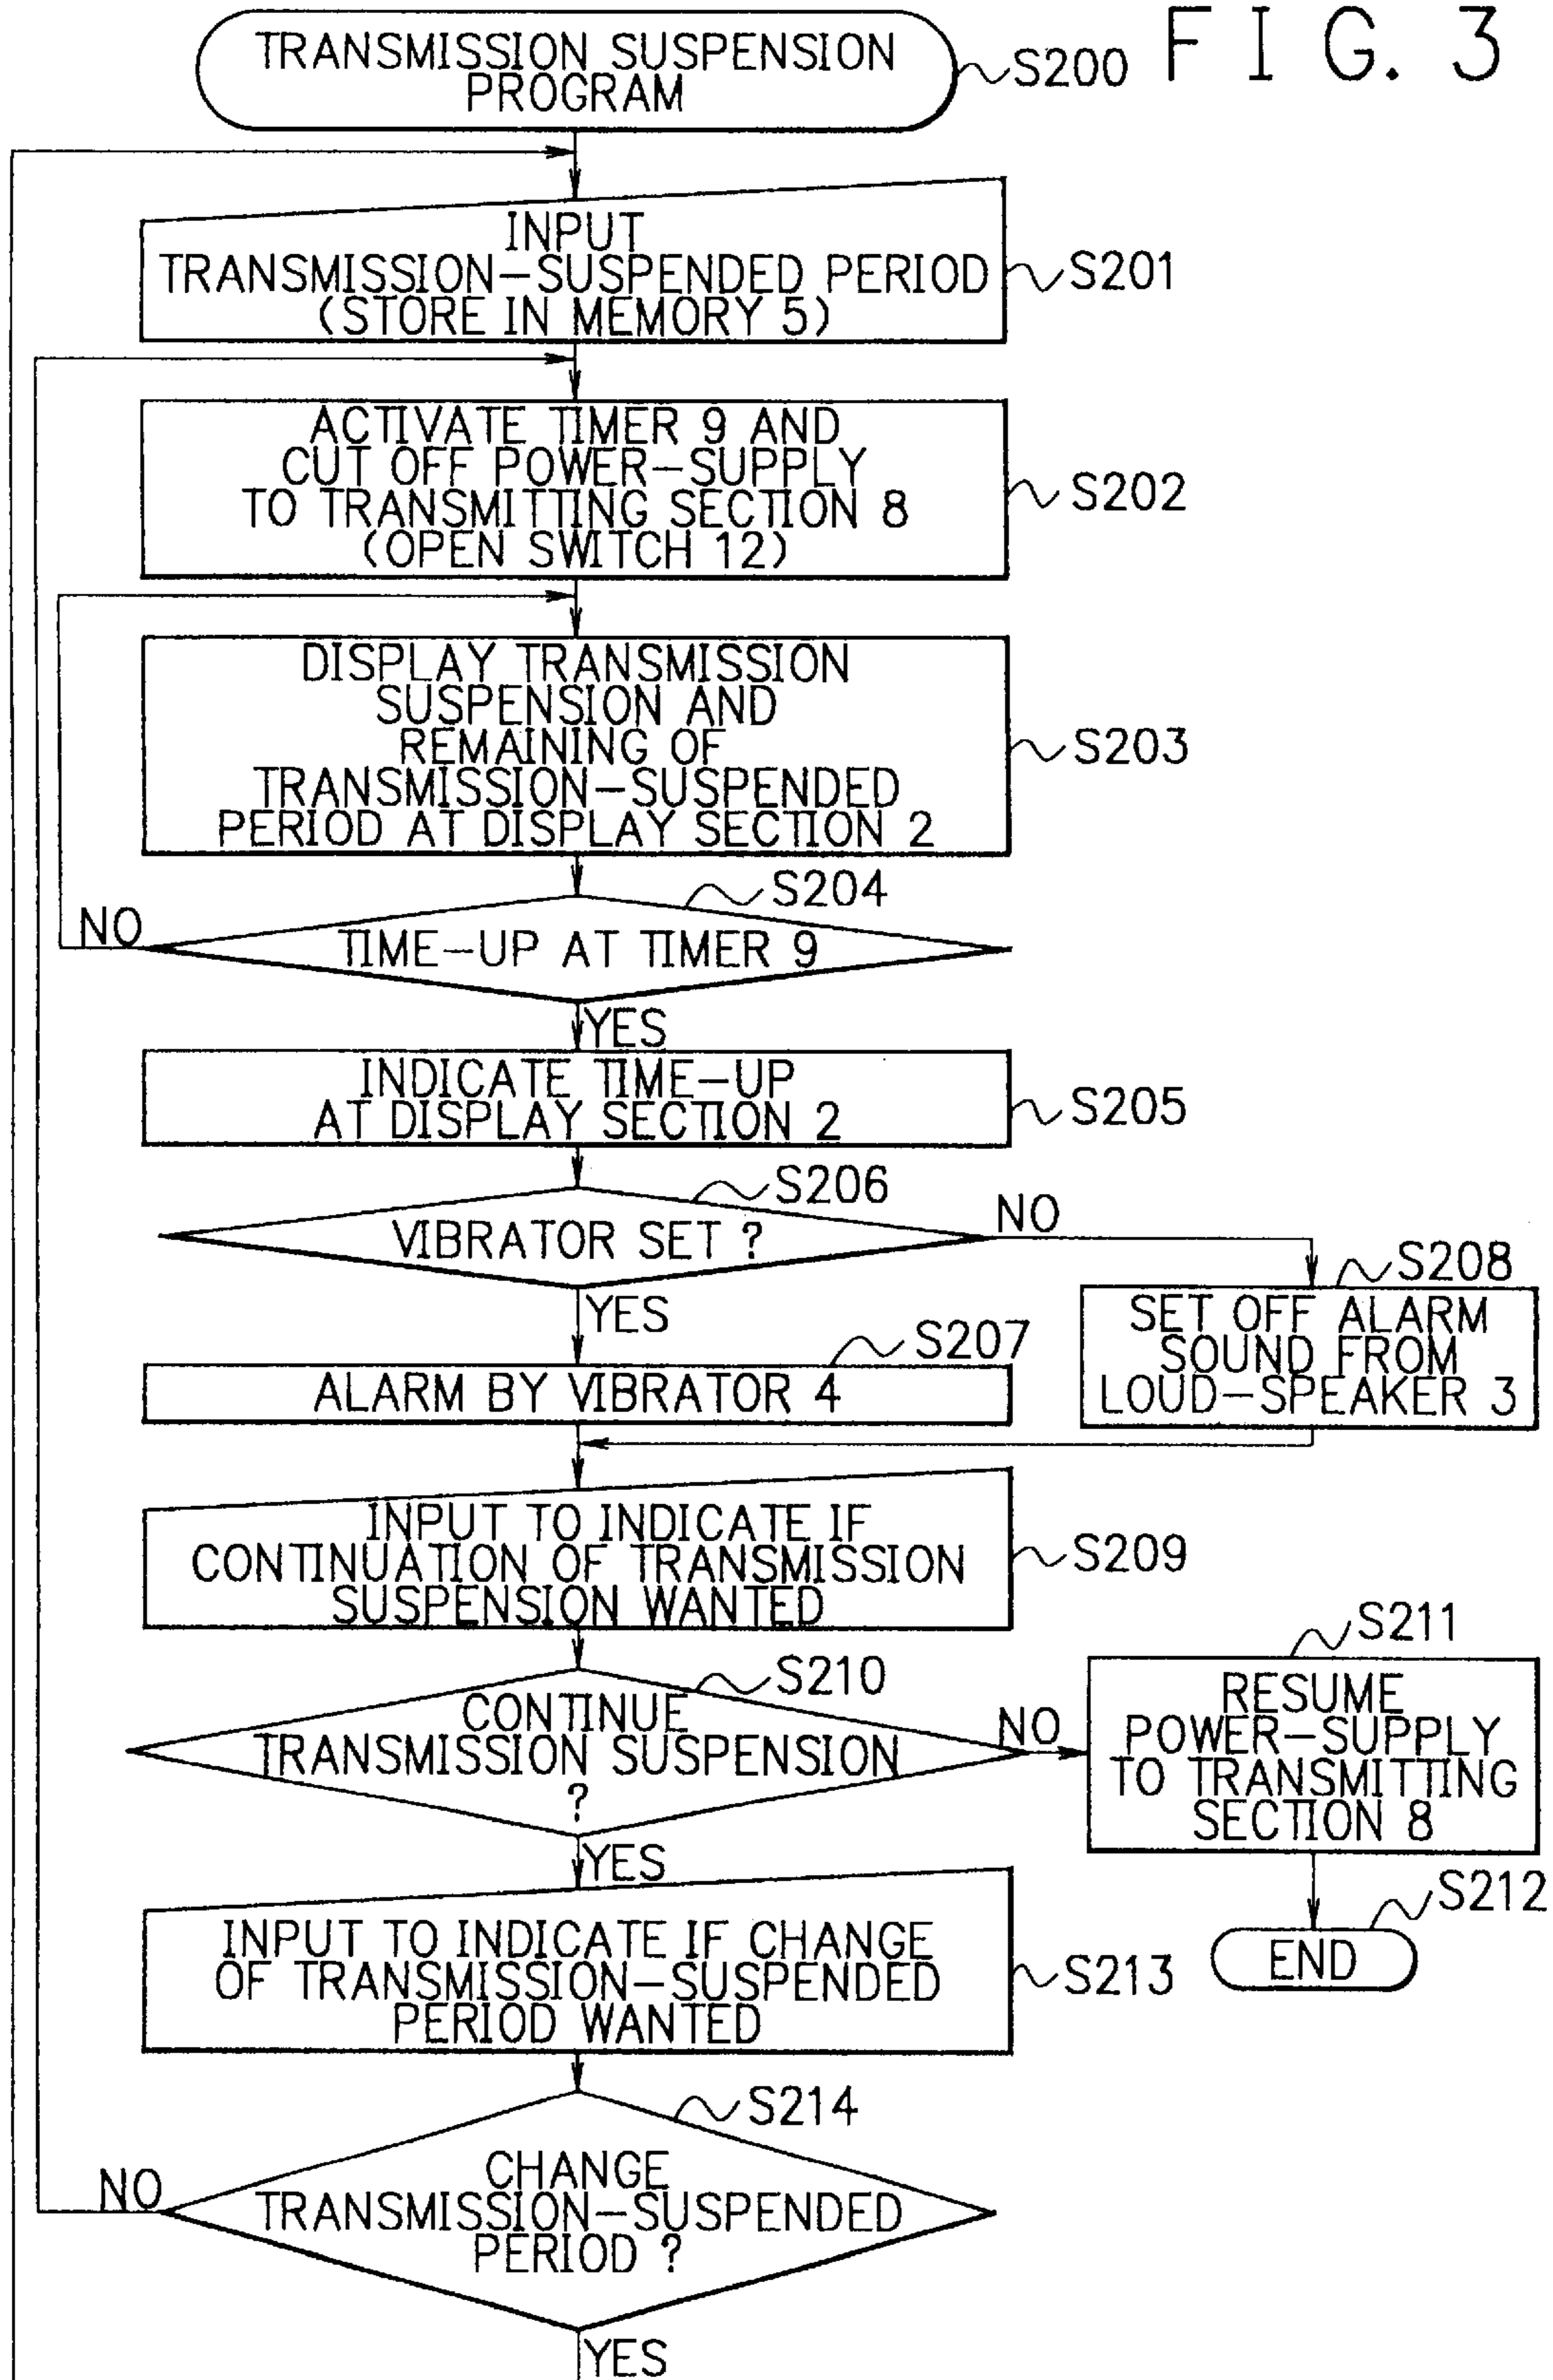 FIG. 3
TRANSMISSION SUSPENSION
PROGRAM
S200
INPUT
TRANSMISSION-SUSPENDED PERIOD
(STORE IN MEMORY 5)
S201
ACTIVATE TIMER 9 AND
CUT OFF POWER-SUPPLY
TO TRANSMITTING SECTION 8
(OPEN SWITCH 12)
S202
DISPLAY TRANSMISSION
SUSPENSION AND
REMAINING OF
TRANSMISSION-SUSPENDED
PERIOD AT DISPLAY SECTION 2
S203
S204
NO
TIME-UP AT TIMER 9
YES
INDICATE TIME-UP
AT DISPLAY SECTION 2
S205
S206
VIBRATOR SET ?
NO
YES
S208
SET OFF ALARM
SOUND FROM
LOUD-SPEAKER 3
S207
ALARM BY VIBRATOR 4
INPUT TO INDICATE IF
CONTINUATION OF TRANSMISSION
SUSPENSION WANTED
S209
S210
CONTINUE
TRANSMISSION SUSPENSION
?
NO
YES
S211
RESUME
POWER-SUPPLY
TO TRANSMITTING
SECTION 8
S212
END
INPUT TO INDICATE IF CHANGE
OF TRANSMISSION-SUSPENDED
PERIOD WANTED
S213
S214
NO
CHANGE
TRANSMISSION-SUSPENDED
PERIOD ?
YES